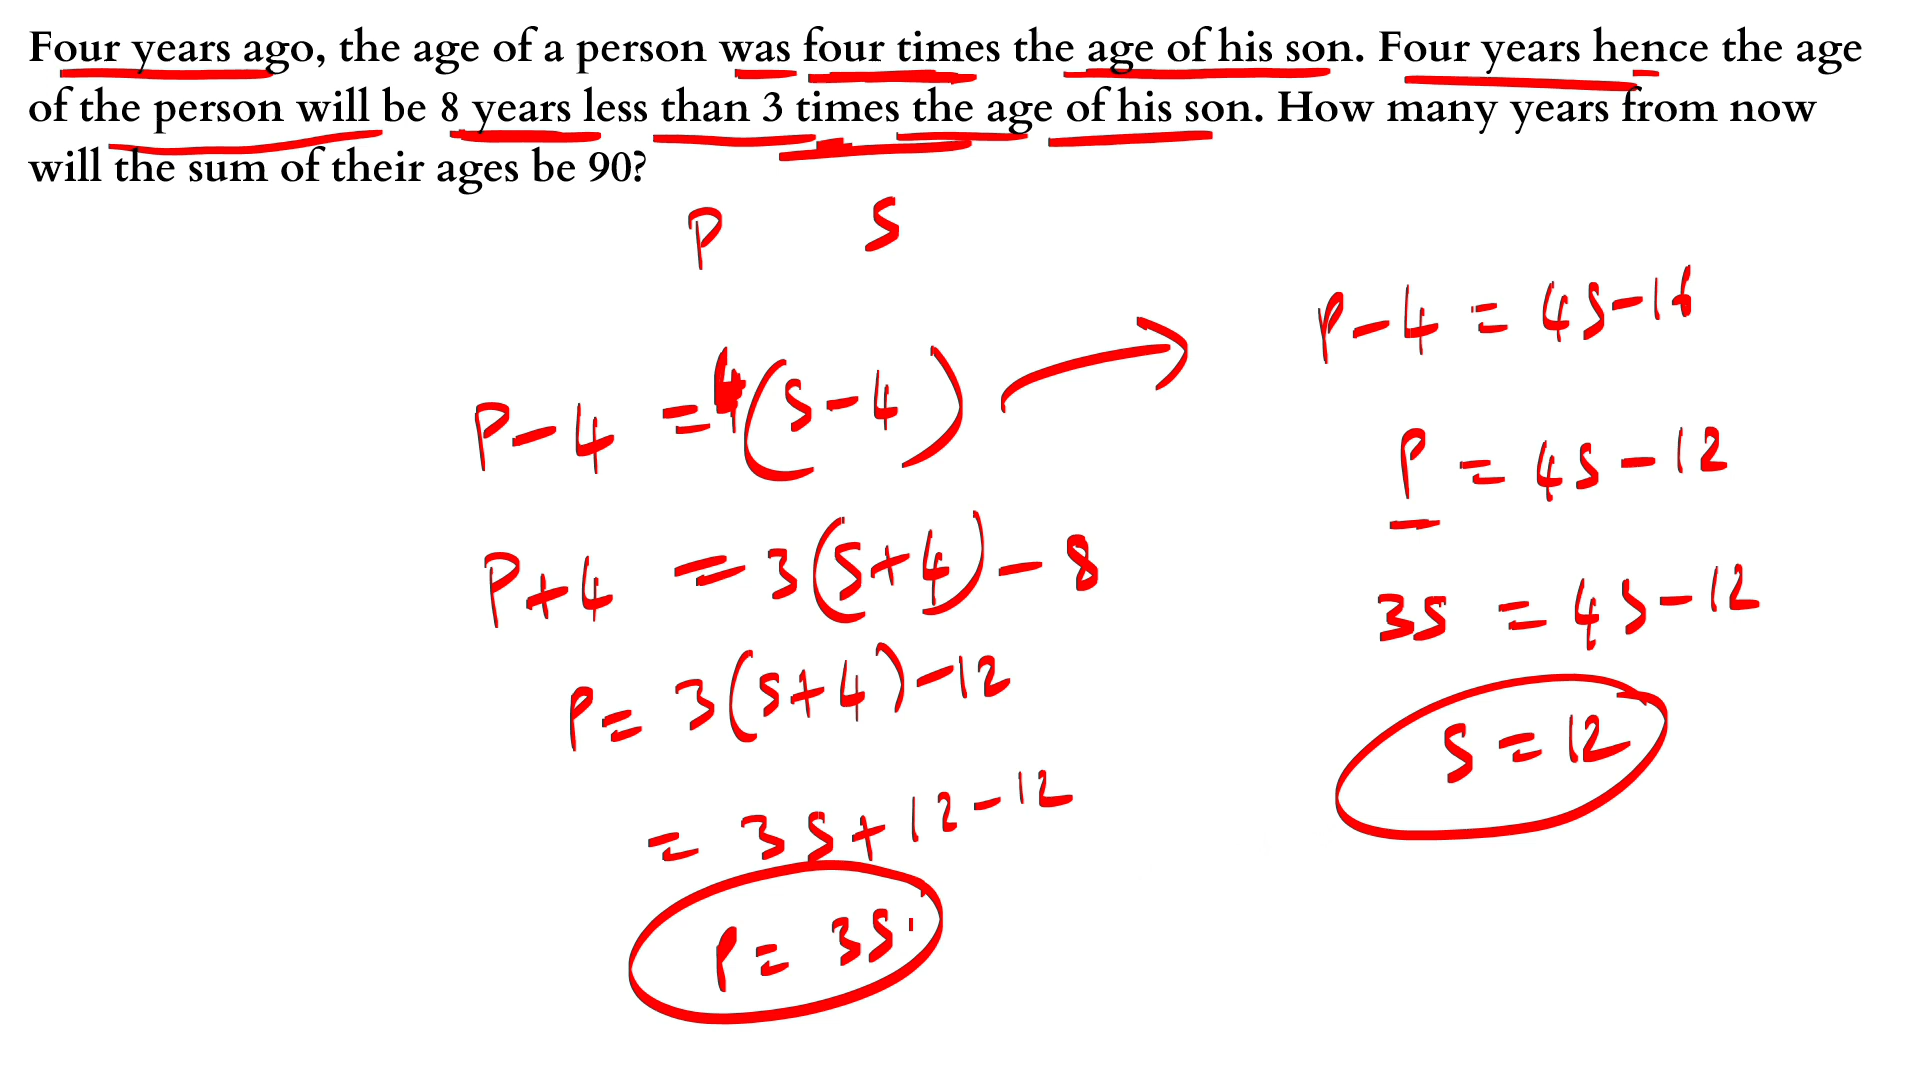 Four years ago, the age of a person was four times the age of his son. Four years hence the age
of the person will be 8 years less than 3 times the age of his son. How many years from now
will the sum of their ages be 90?
P S
P-4 = 4(S-4)
P+4 = 3(S+4)-8
P= 3(S+4)-12
= 3S+12-12
P= 3S.
P-4 = 4S-16
P = 4S-12
3S = 4S-12
S = 12